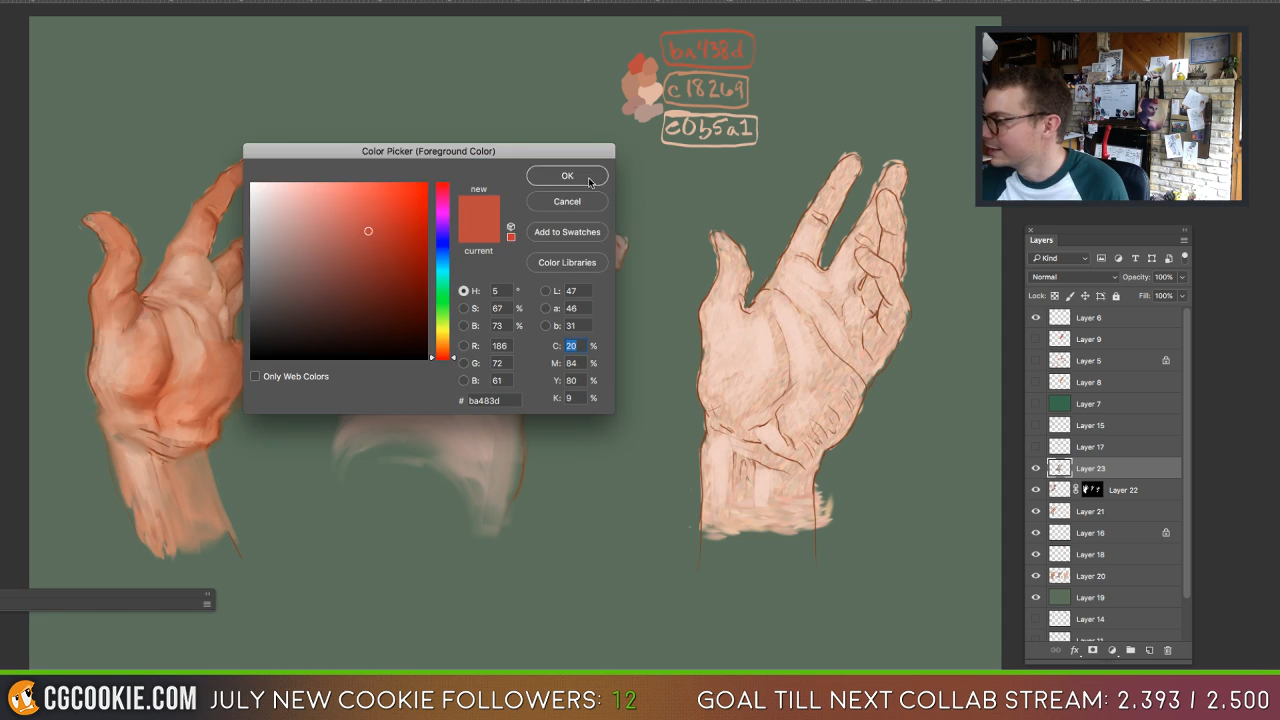 ba438d
c18269
e0b5a1
Color Picker (Foreground Color)
new
current
OK
Cancel
Add to Swatches
Color Libraries
H: 5 °
S: 67 %
B: 73 %
R: 186
G: 72
B: 61
L: 47
a: 46
b: 31
C: 20 %
M: 84 %
Y: 80 %
K: 9 %
# ba483d
Only Web Colors
Layers
Kind
Normal Opacity: 100%
Lock: Fill: 100%
Layer 6
Layer 9
Layer 5
Layer 8
Layer 7
Layer 15
Layer 17
Layer 23
Layer 22
Layer 21
Layer 16
Layer 18
Layer 20
Layer 19
Layer 14
fx
CGCOOKIE.COM JULY NEW COOKIE FOLLOWERS: 12 GOAL TILL NEXT COLLAB STREAM: 2.393 / 2.500